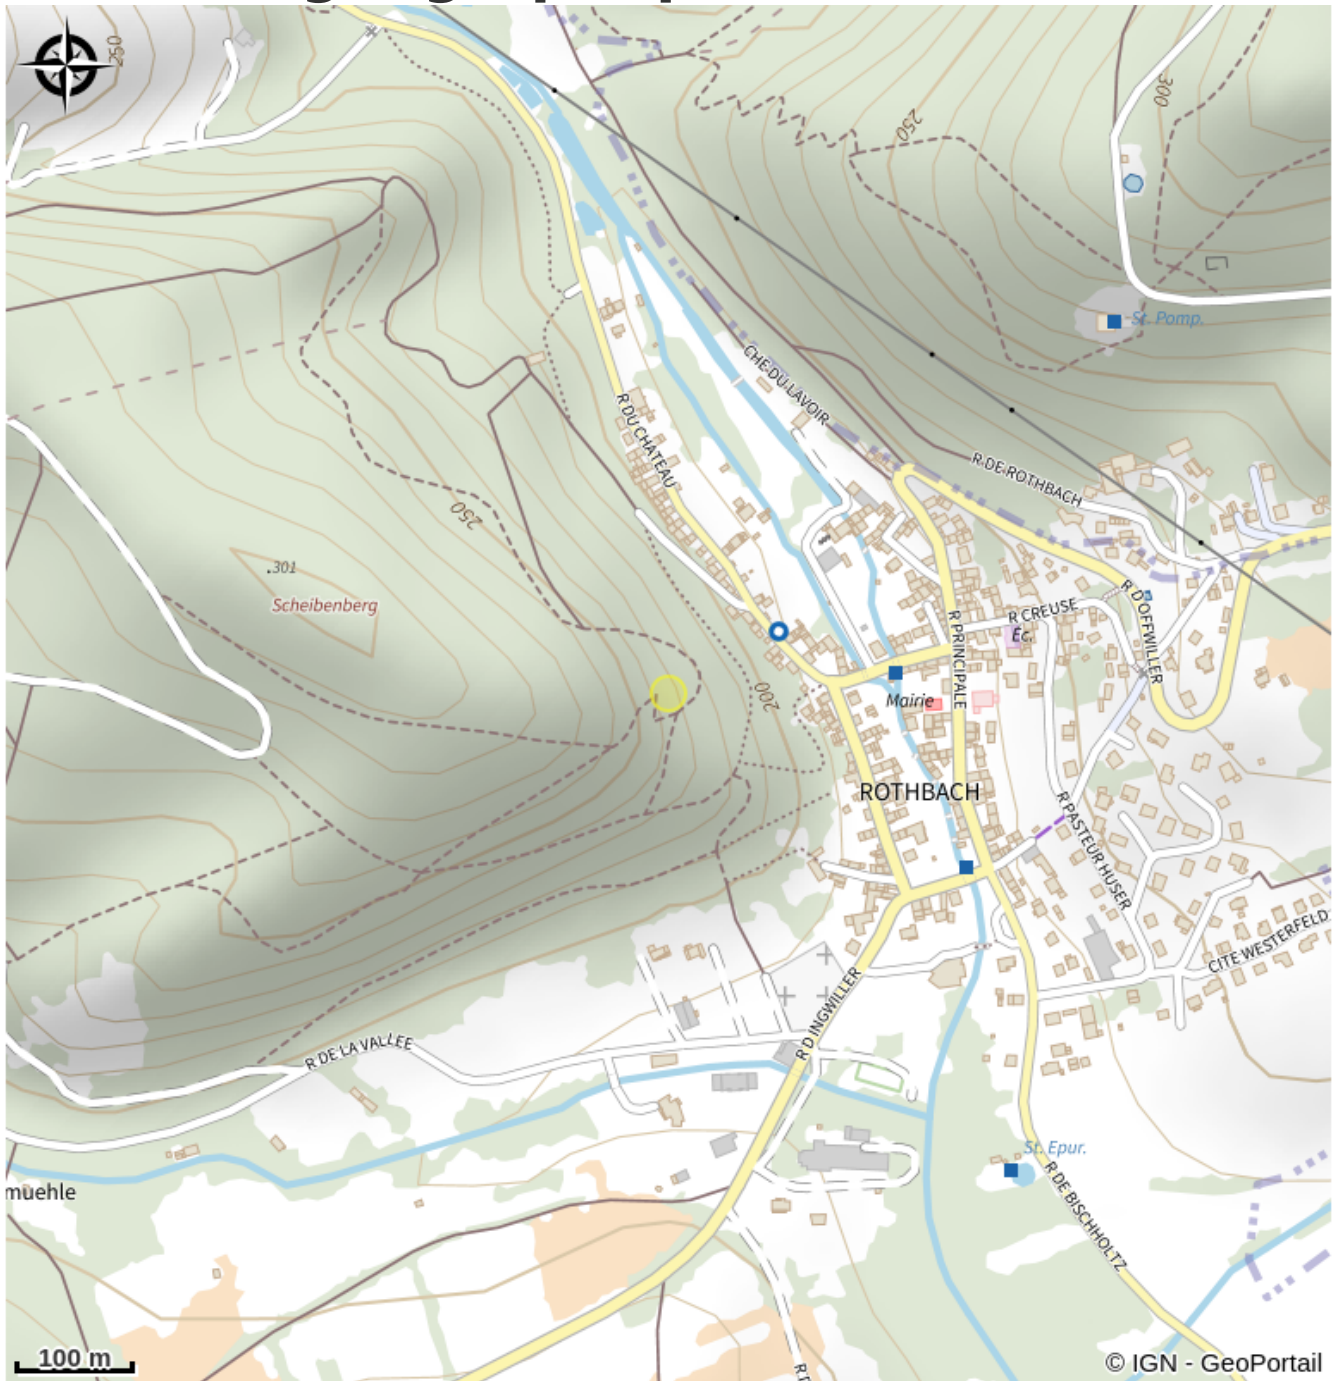 250
300
250
St. Pomp.
CHE DU LAVOIR
R DU CHATEAU
R DE ROTHBACH
250
.301
Scheibenberg
R D OFFWILLER
R CREUSE
Ec.
R PRINCIPALE
200
Mairie
ROTHBACH
R PASTEUR HUSER
CITE WESTERFELD
R D INGWILLER
R DE LA VALLEE
St. Epur.
R DE BISCHHOLTZ
muehle
100 m
© IGN - GeoPortail